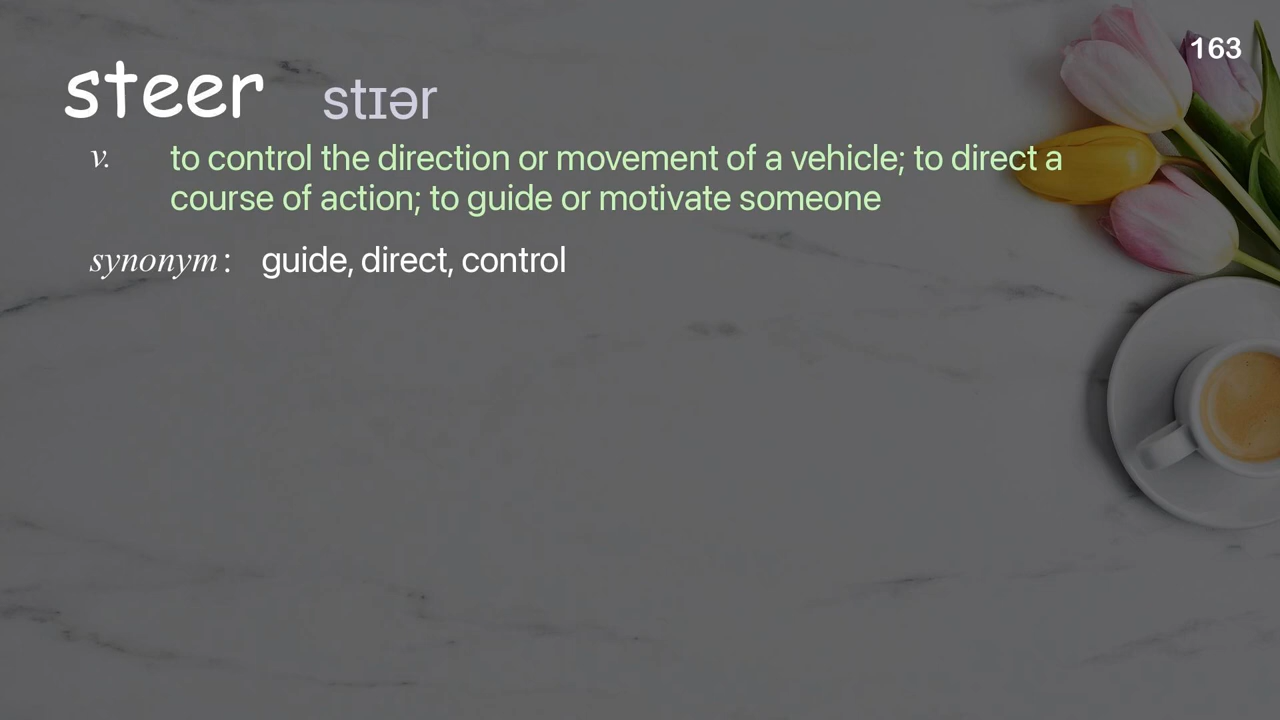 163
steer stɪər
v. to control the direction or movement of a vehicle; to direct a
course of action; to guide or motivate someone
synonym: guide, direct, control